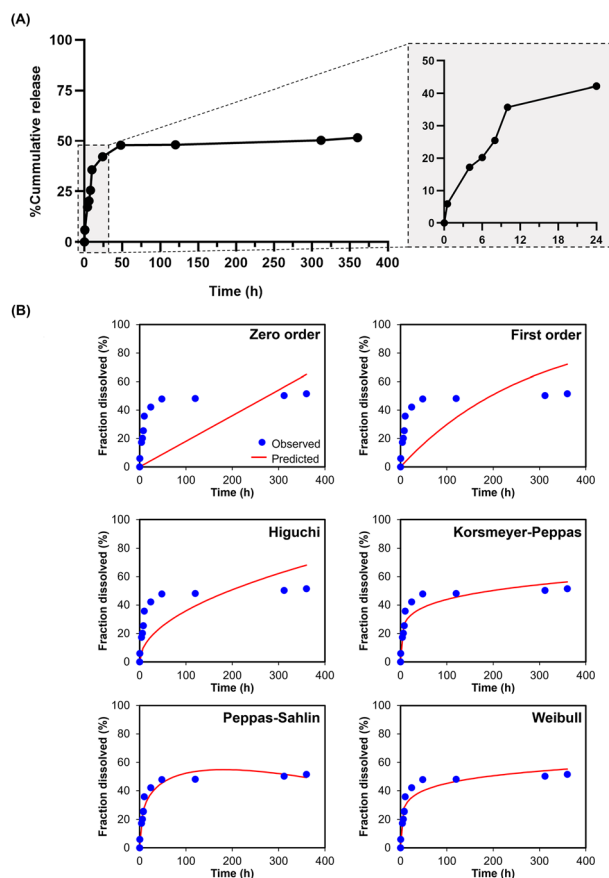 (A)
%Cummulative release
100
75
50
25
0
0 50 100 150 200 250 300 350 400
Time (h)
50
40
30
20
10
0
0 6 12 18 24
(B)
Zero order
Fraction dissolved (%)
100
80
60
40
20
0
Observed
Predicted
0 100 200 300 400
Time (h)
First order
Fraction dissolved (%)
100
80
60
40
20
0
0 100 200 300 400
Time (h)
Higuchi
Fraction dissolved (%)
100
80
60
40
20
0
0 100 200 300 400
Time (h)
Korsmeyer-Peppas
Fraction dissolved (%)
100
80
60
40
20
0
0 100 200 300 400
Time (h)
Peppas-Sahlin
Fraction dissolved (%)
100
80
60
40
20
0
0 100 200 300 400
Time (h)
Weibull
Fraction dissolved (%)
100
80
60
40
20
0
0 100 200 300 400
Time (h)